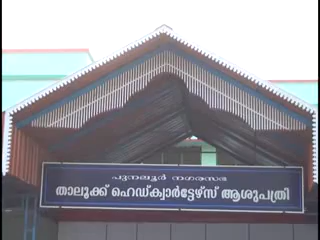 പുനലൂർ നഗരസഭ
താലൂക്ക് ഹെഡ്ക്വാർട്ടേഴ്സ് ആശുപത്രി